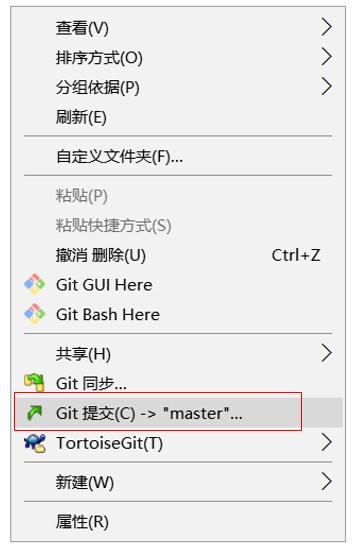 查看(V)
排序方式(O)
分组依据(P)
刷新(E)
自定义文件夹(F)...
粘贴(P)
粘贴快捷方式(S)
撤消 删除(U) Ctrl+Z
Git GUI Here
Git Bash Here
共享(H)
Git 同步...
Git 提交(C) -> "master"...
TortoiseGit(T)
新建(W)
属性(R)